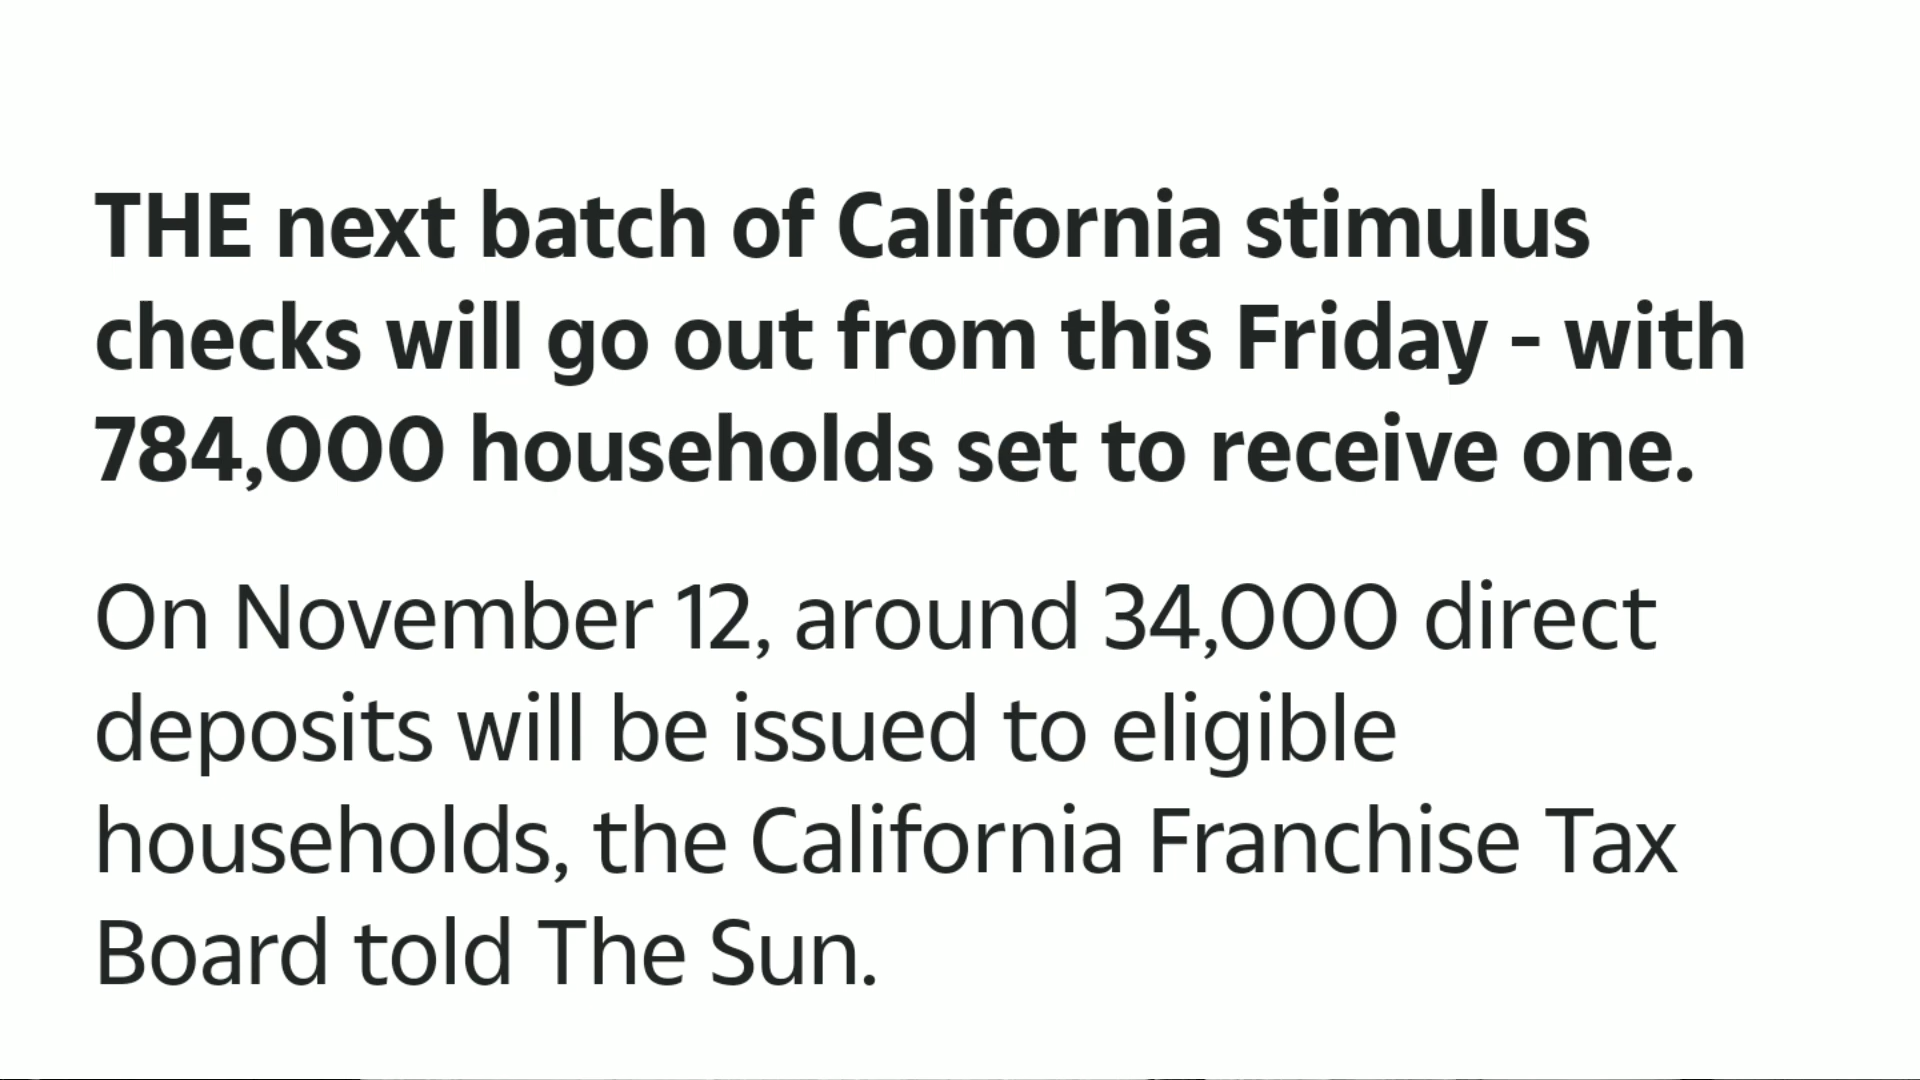 THE next batch of California stimulus
checks will go out from this Friday - with
784,000 households set to receive one.
On November 12, around 34,000 direct
deposits will be issued to eligible
households, the California Franchise Tax
Board told The Sun.